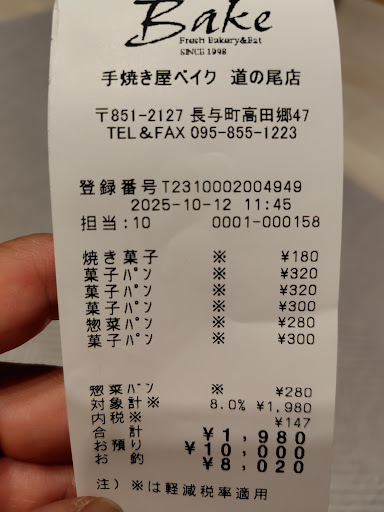 Bake
Fresh Bakery&Eat
SINCE 1998
手焼き屋ベイク 道の尾店
〒851-2127 長与町高田郷47
TEL&FAX 095-855-1223
登録番号T2310002004949
2025-10-12 11:45
担当:10 0001-000158
焼き菓子 ※ ¥180
菓子パン ※ ¥320
菓子パン ※ ¥320
菓子パン ※ ¥300
惣菜パン ※ ¥280
菓子パン ※ ¥300
惣菜パン ※ ¥280
対象計※ 8.0% ¥1,980
内税※ ¥147
合 計 ¥1,980
お預り ¥10,000
お 釣 ¥8,020
注)※は軽減税率適用